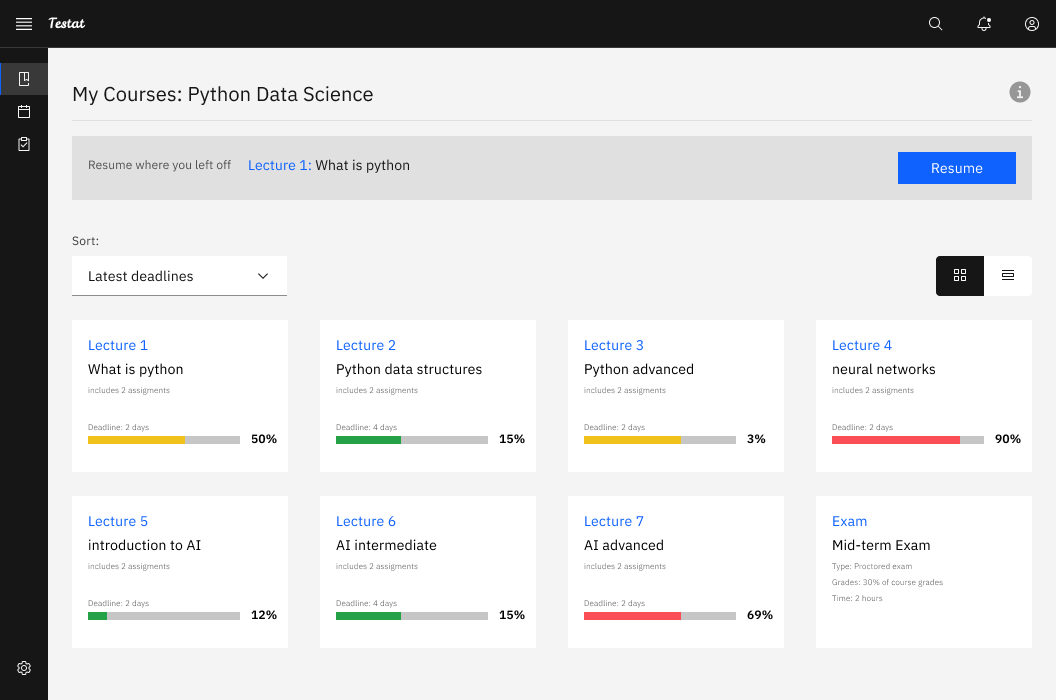 Testat
My Courses: Python Data Science
Resume where you left off Lecture 1: What is python Resume
Sort:
Latest deadlines
Lecture 1
What is python
includes 2 assigments
Deadline: 2 days
50%
Lecture 2
Python data structures
includes 2 assigments
Deadline: 4 days
15%
Lecture 3
Python advanced
includes 2 assigments
Deadline: 2 days
3%
Lecture 4
neural networks
includes 2 assigments
Deadline: 2 days
90%
Lecture 5
introduction to AI
includes 2 assigments
Deadline: 2 days
12%
Lecture 6
AI intermediate
includes 2 assigments
Deadline: 4 days
15%
Lecture 7
AI advanced
includes 2 assigments
Deadline: 2 days
69%
Exam
Mid-term Exam
Type: Proctored exam
Grades: 30% of course grades
Time: 2 hours